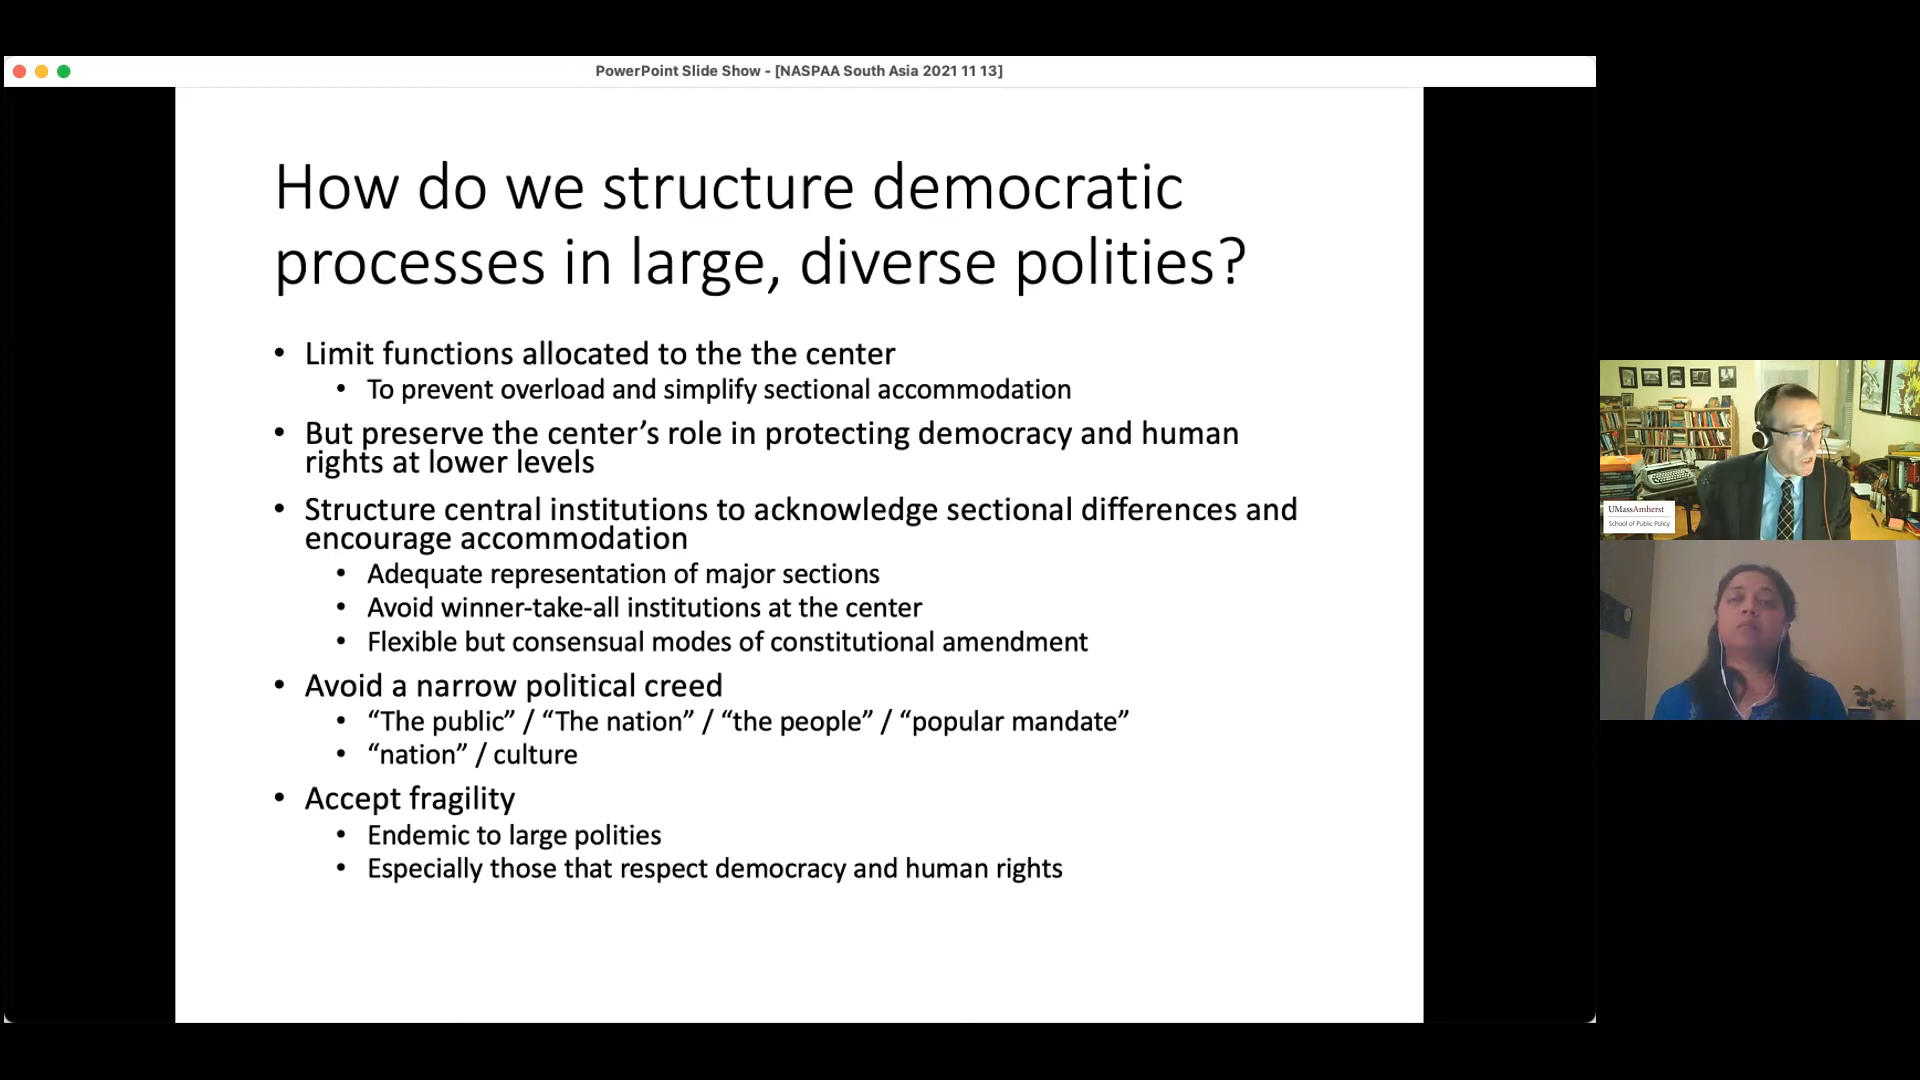 PowerPoint Slide Show - [NASPAA South Asia 2021 11 13]
How do we structure democratic
processes in large, diverse polities?
• Limit functions allocated to the the center
• To prevent overload and simplify sectional accommodation
• But preserve the center’s role in protecting democracy and human
rights at lower levels
• Structure central institutions to acknowledge sectional differences and
encourage accommodation
• Adequate representation of major sections
• Avoid winner-take-all institutions at the center
• Flexible but consensual modes of constitutional amendment
• Avoid a narrow political creed
• “The public” / “The nation” / “the people” / “popular mandate”
• “nation” / culture
• Accept fragility
• Endemic to large polities
• Especially those that respect democracy and human rights
UMassAmherst
School of Public Policy